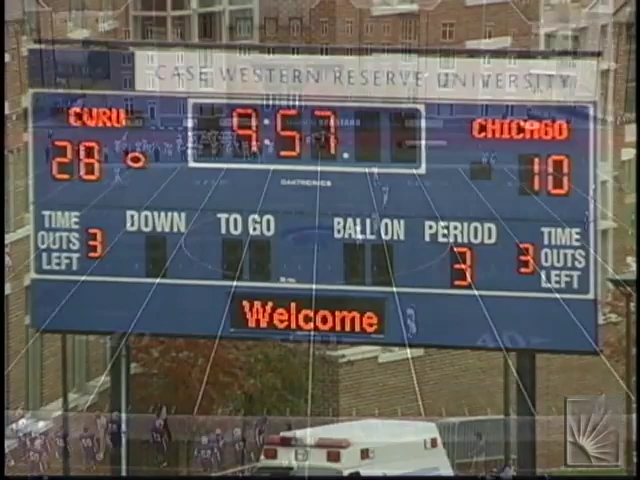 CASE WESTERN RESERVE UNIVERSITY
CWRU 9:57 CHICAGO
28 10
DAKTRONICS
TIME OUTS LEFT 3 DOWN TO GO BALL ON PERIOD 3 3 TIME OUTS LEFT
Welcome